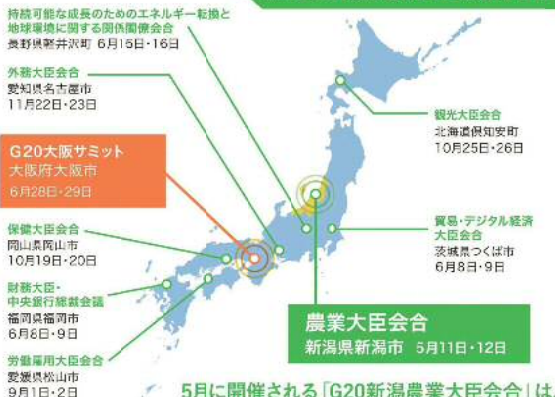 持続可能な成長のためのエネルギー転換と
地球環境に関する関係閣僚会合
長野県軽井沢町 6月15日・16日
外務大臣会合
愛知県名古屋市
11月22日・23日
G20大阪サミット
大阪府大阪市
6月28日・29日
保健大臣会合
岡山県岡山市
10月19日・20日
財務大臣・
中央銀行総裁会議
福岡県福岡市
6月8日・9日
労働雇用大臣会合
愛媛県松山市
9月1日・2日
観光大臣会合
北海道倶知安町
10月25日・26日
貿易・デジタル経済
大臣会合
茨城県つくば市
6月8日・9日
農業大臣会合
新潟県新潟市 5月11日・12日
5月に開催される「G20新潟農業大臣会合」は、